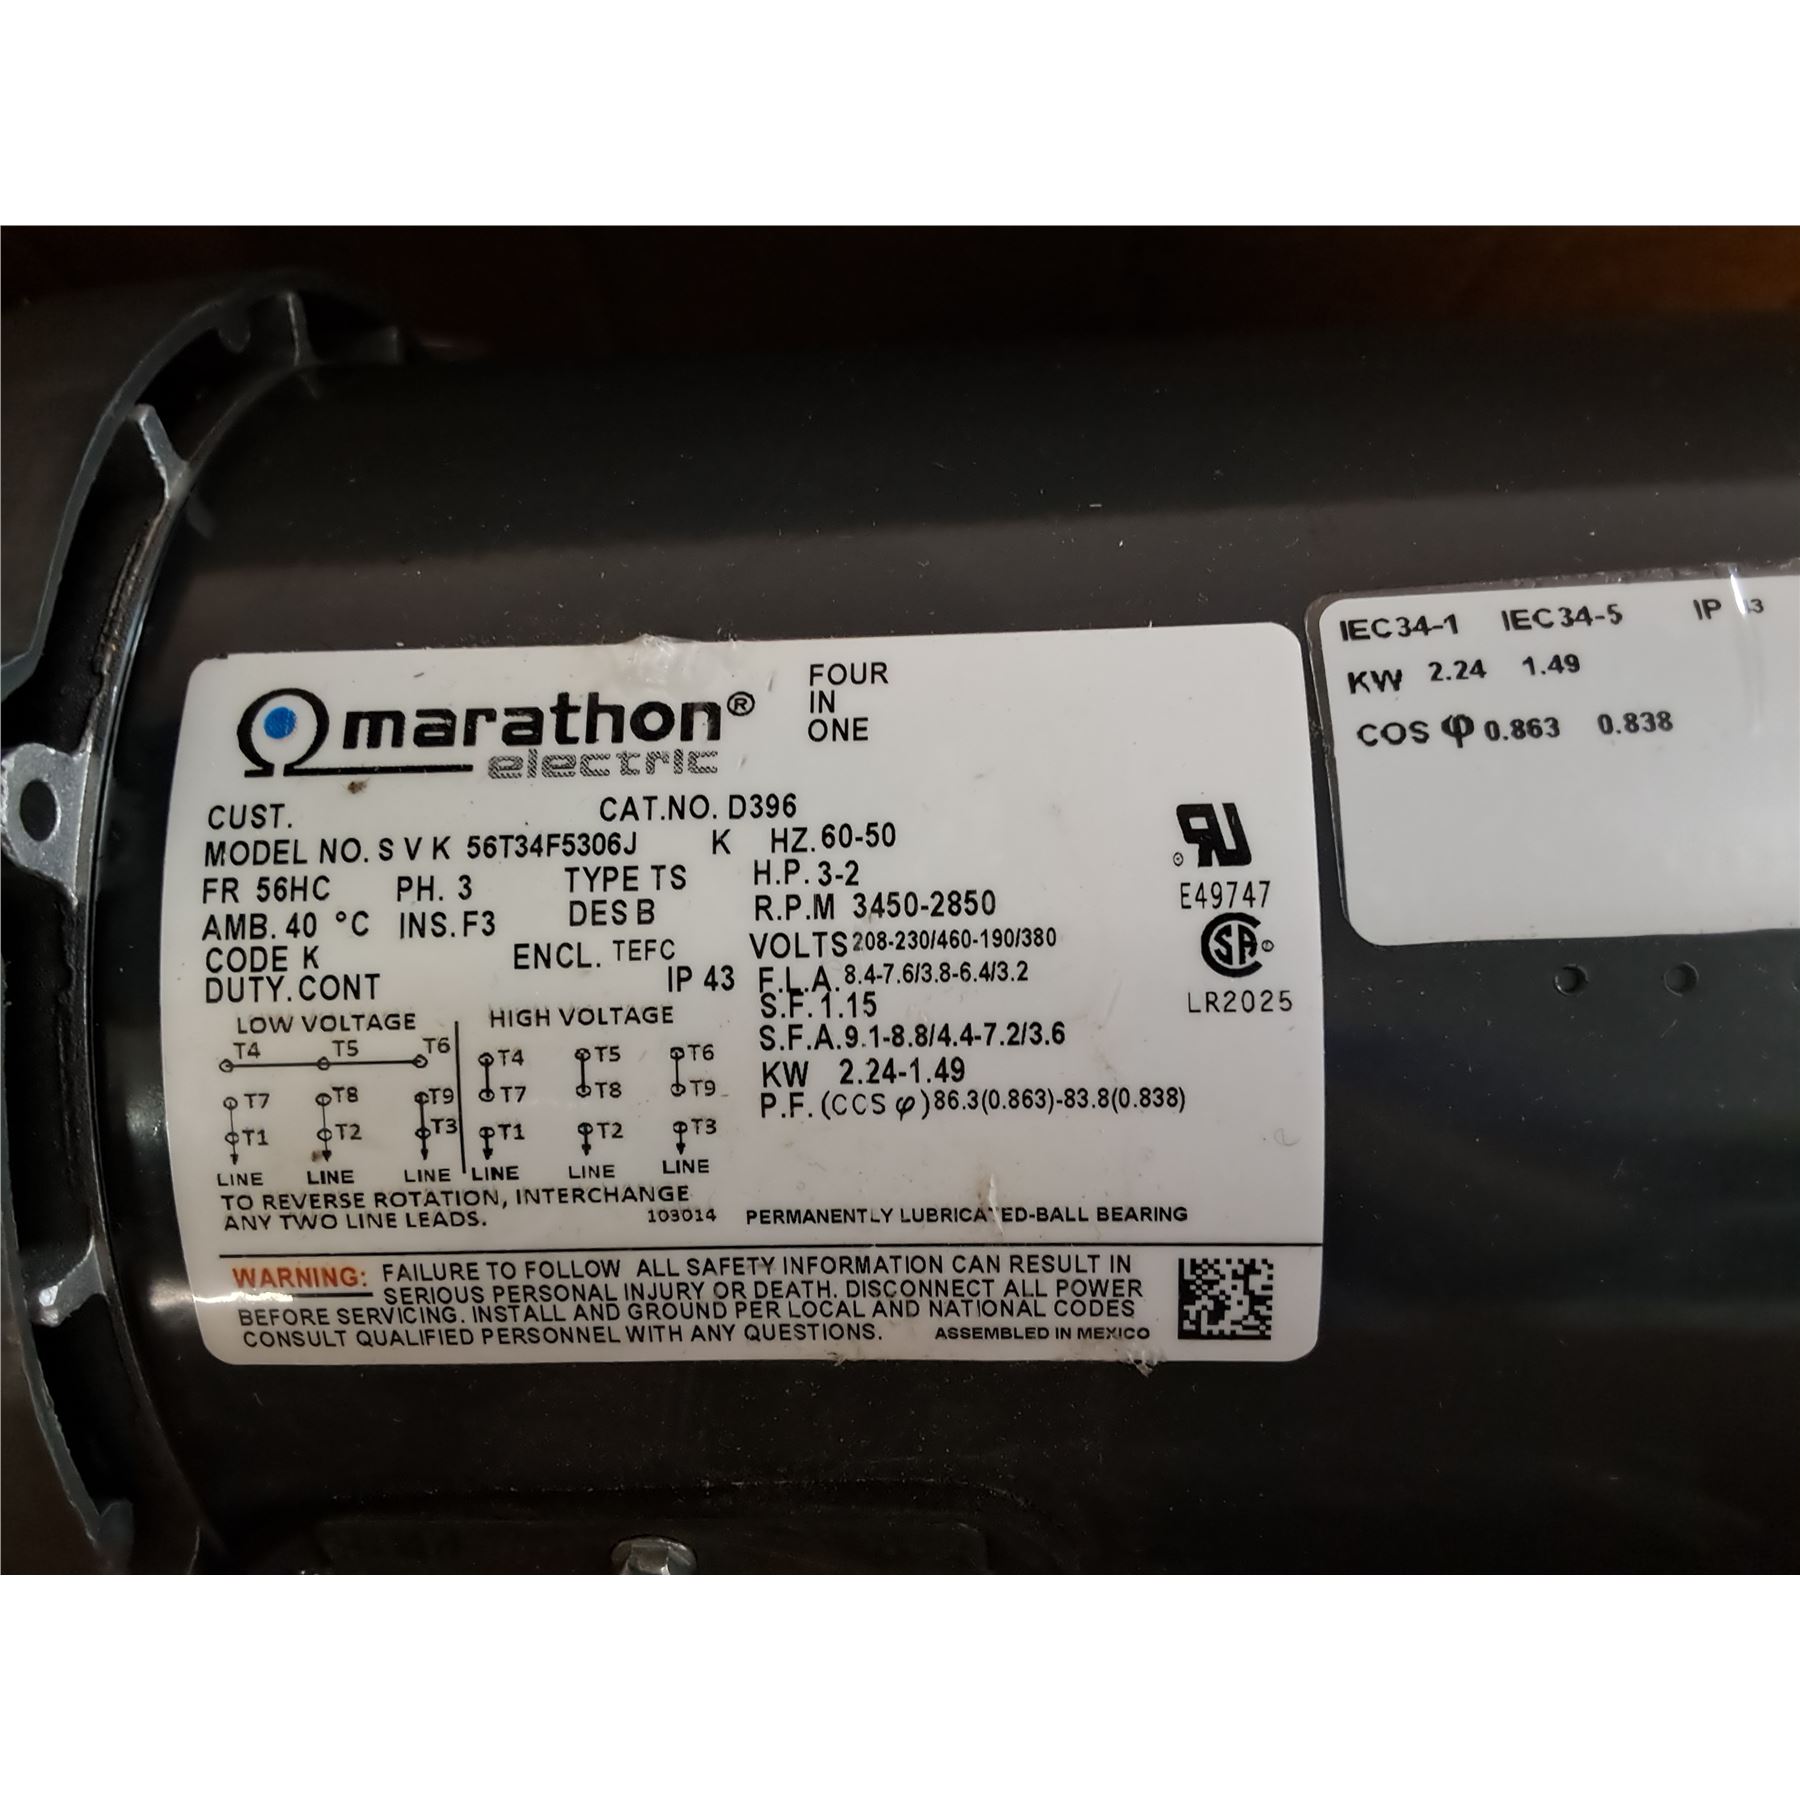 marathon®
electric
FOUR
IN
ONE
CUST.
CAT.NO. D396
MODEL NO. S V K 56T34F5306J K HZ. 60-50
FR 56HC PH. 3 TYPE TS H.P. 3-2
AMB. 40 °C INS. F3 DES B R.P.M 3450-2850
CODE K ENCL. TEFC VOLTS 208-230/460-190/380
DUTY. CONT IP 43 F.L.A. 8.4-7.6/3.8-6.4/3.2
S.F. 1.15
S.F.A. 9.1-8.8/4.4-7.2/3.6
KW 2.24-1.49
P.F. (CCS φ) 86.3(0.863)-83.8(0.838)
E49747
SA
LR2025
LOW VOLTAGE
T4 T5 T6
T7 T8 T9
T1 T2 T3
LINE LINE LINE
HIGH VOLTAGE
T4 T5 T6
T7 T8 T9
T1 T2 T3
LINE LINE LINE
TO REVERSE ROTATION, INTERCHANGE
ANY TWO LINE LEADS.
103014 PERMANENTLY LUBRICATED-BALL BEARING
WARNING: FAILURE TO FOLLOW ALL SAFETY INFORMATION CAN RESULT IN
SERIOUS PERSONAL INJURY OR DEATH. DISCONNECT ALL POWER
BEFORE SERVICING. INSTALL AND GROUND PER LOCAL AND NATIONAL CODES
CONSULT QUALIFIED PERSONNEL WITH ANY QUESTIONS. ASSEMBLED IN MEXICO
IEC 34-1 IEC 34-5 IP
KW 2.24 1.49
COS φ 0.863 0.838